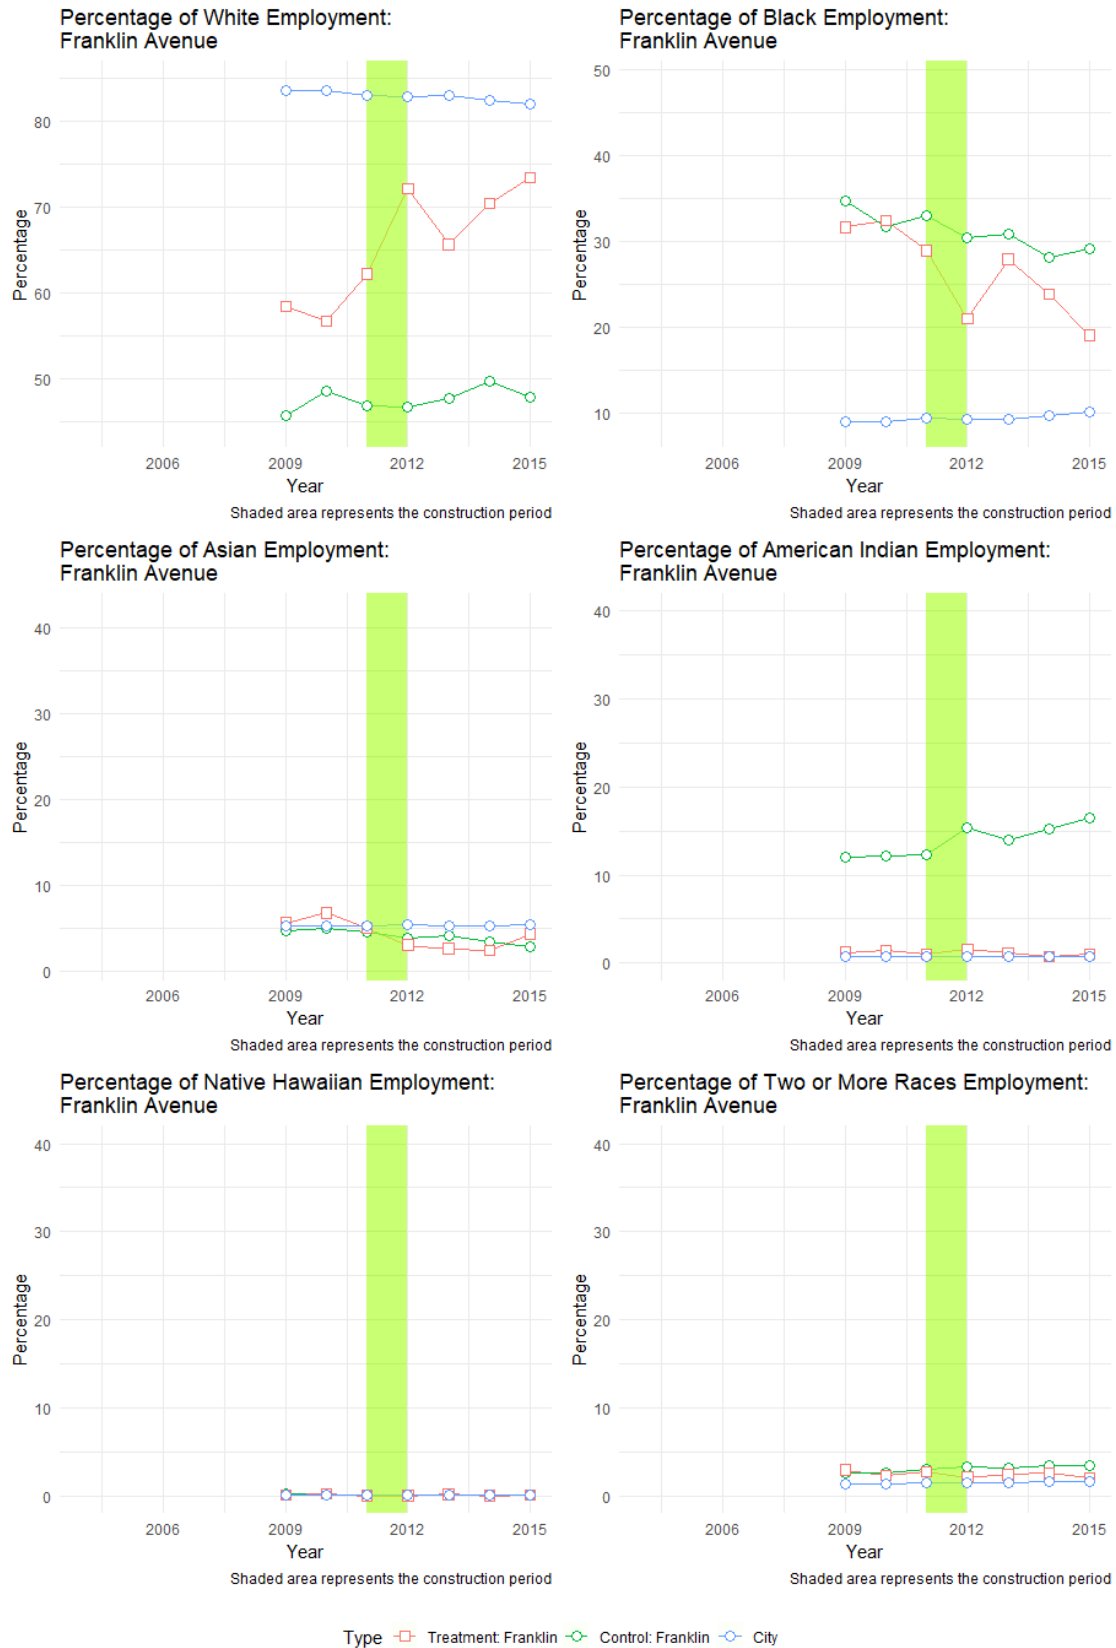 Percentage of White Employment:
Franklin Avenue
80
70
60
50
Percentage
2006 2009 2012 2015
Year
Shaded area represents the construction period
Percentage of Black Employment:
Franklin Avenue
50
40
30
20
10
Percentage
2006 2009 2012 2015
Year
Shaded area represents the construction period
Percentage of Asian Employment:
Franklin Avenue
40
30
20
10
0
Percentage
2006 2009 2012 2015
Year
Shaded area represents the construction period
Percentage of American Indian Employment:
Franklin Avenue
40
30
20
10
0
Percentage
2006 2009 2012 2015
Year
Shaded area represents the construction period
Percentage of Native Hawaiian Employment:
Franklin Avenue
40
30
20
10
0
Percentage
2006 2009 2012 2015
Year
Shaded area represents the construction period
Percentage of Two or More Races Employment:
Franklin Avenue
40
30
20
10
0
Percentage
2006 2009 2012 2015
Year
Shaded area represents the construction period
Type Treatment: Franklin Control: Franklin City